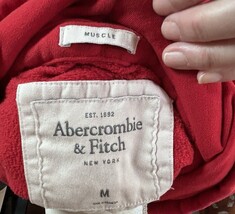 MUSCLE
EST. 1892
Abercrombie
& Fitch
NEW YORK
M